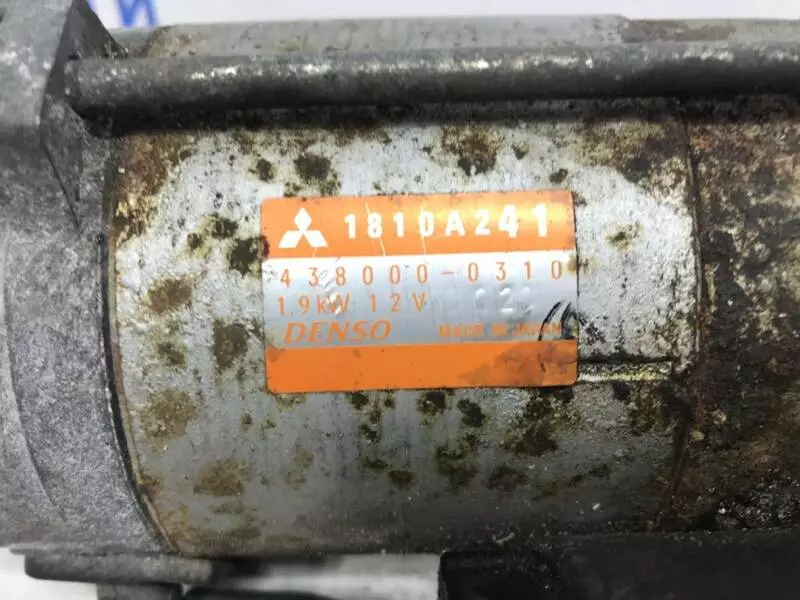 1810A241
438000-0310
1.9kW 12V
DENSO MADE IN JAPAN